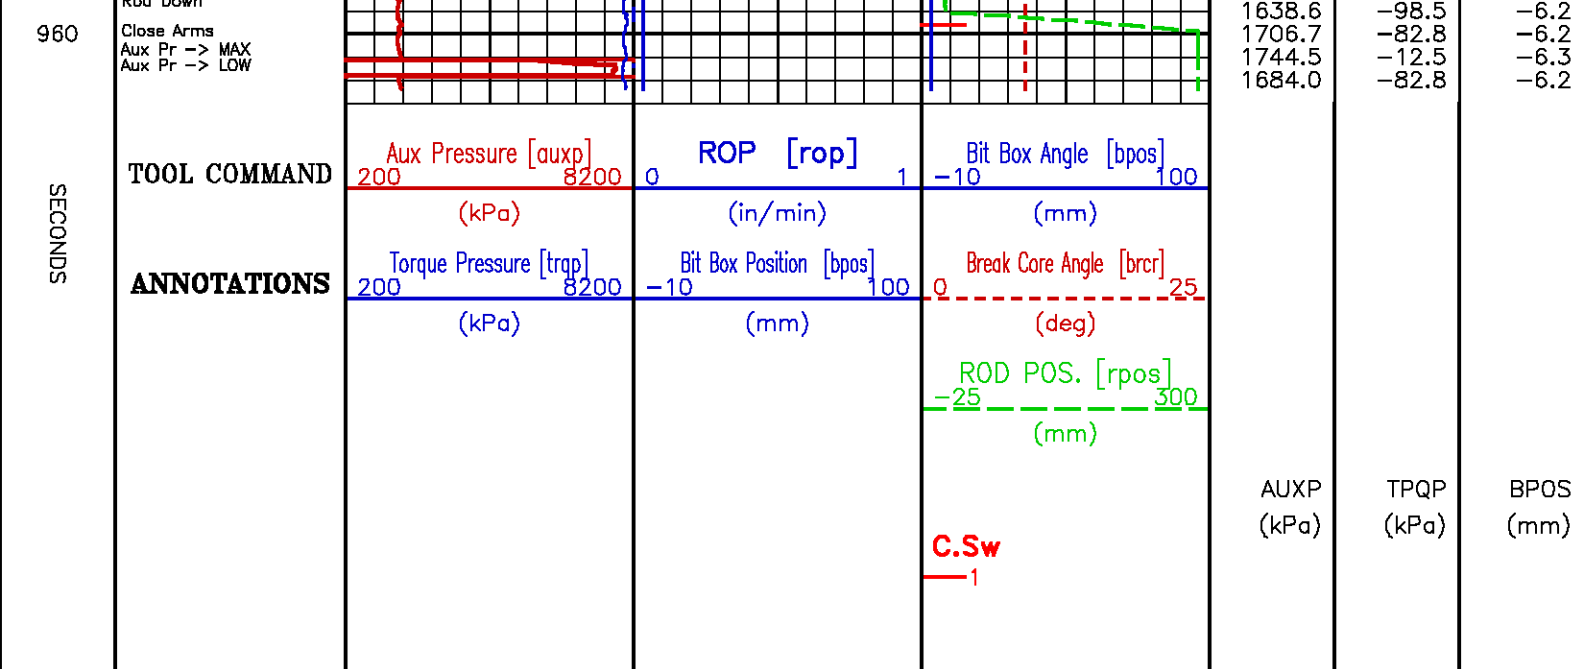 Rod Down
1638.6 -98.5 -6.2
960 Close Arms 1706.7 -82.8 -6.2
Aux Pr -> MAX 1744.5 -12.5 -6.3
Aux Pr -> LOW 1684.0 -82.8 -6.2
SECONDS
TOOL COMMAND
ANNOTATIONS
Aux Pressure [auxp]
200 8200
(kPa)
Torque Pressure [trqp]
200 8200
(kPa)
ROP [rop]
0 1
(in/min)
Bit Box Position [bpos]
-10 100
(mm)
Bit Box Angle [bpos]
-10 100
(mm)
Break Core Angle [brcr]
0 25
(deg)
ROD POS. [rpos]
-25 300
(mm)
C.Sw
1
AUXP TPQP BPOS
(kPa) (kPa) (mm)